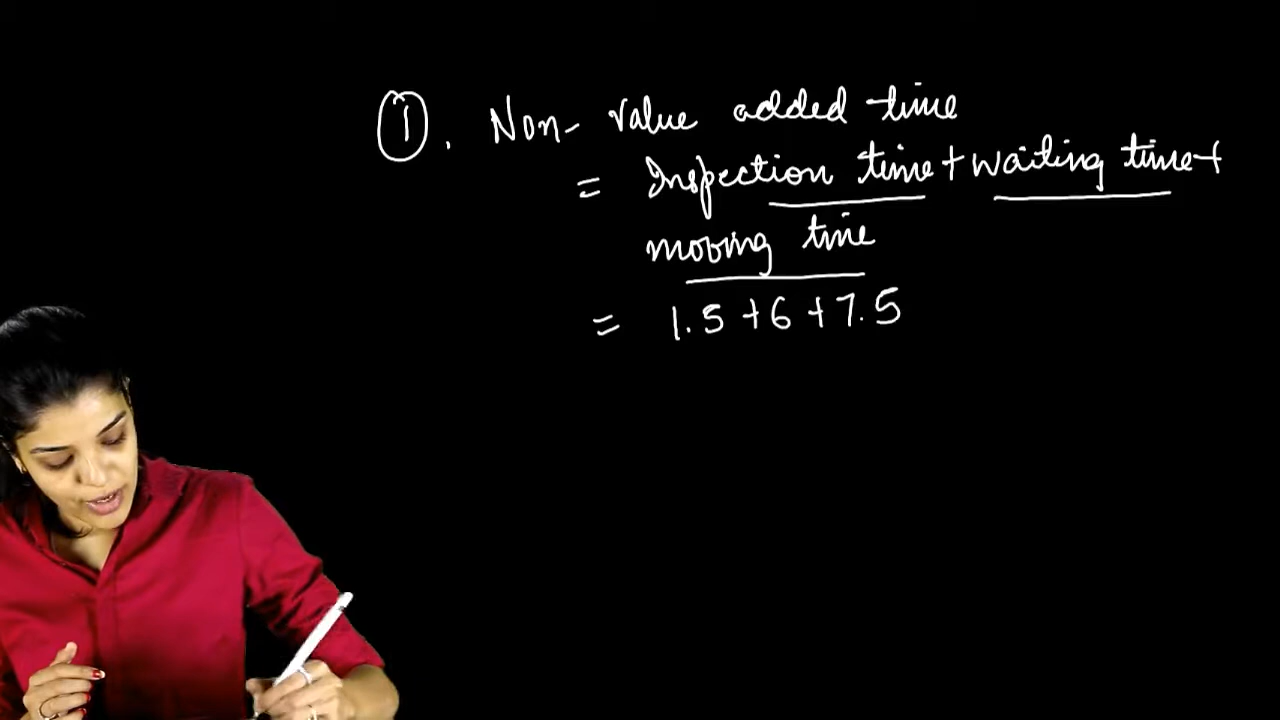 1. Non-value added time
= Inspection time + waiting time +
moving time
= 1.5 + 6 + 7.5